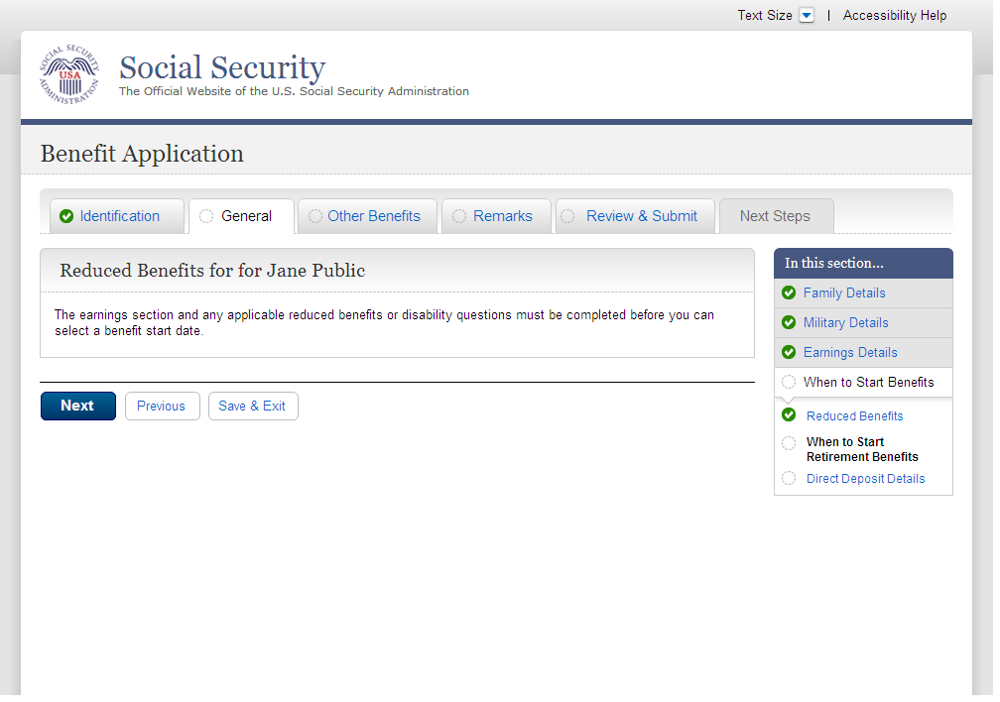 Text Size | Accessibility Help
SOCIAL SECURITY ADMINISTRATION
USA
Social Security
The Official Website of the U.S. Social Security Administration
Benefit Application
Identification
General
Other Benefits
Remarks
Review & Submit
Next Steps
Reduced Benefits for for Jane Public
The earnings section and any applicable reduced benefits or disability questions must be completed before you can
select a benefit start date.
Next
Previous
Save & Exit
In this section...
Family Details
Military Details
Earnings Details
When to Start Benefits
Reduced Benefits
When to Start
Retirement Benefits
Direct Deposit Details